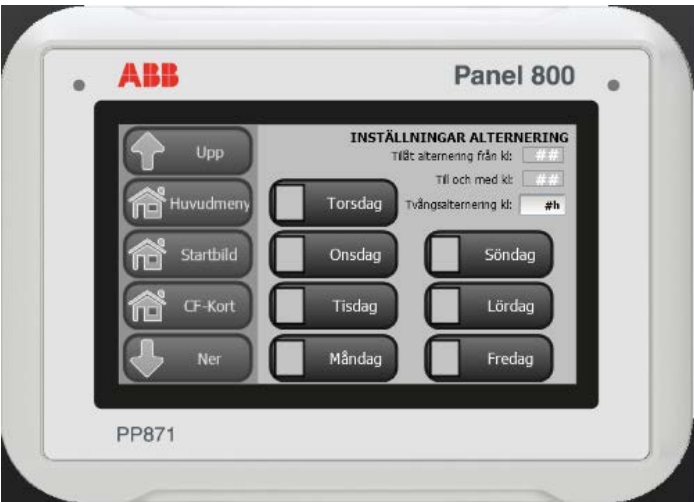 ABB
Panel 800
INSTÄLLNINGAR ALTERNERING
Tillåt alternering från kl: ##
Till och med kl: ##
Tvångsalternering kl: #h
Upp
Huvudmeny
Startbild
CF-Kort
Ner
Torsdag
Onsdag
Söndag
Tisdag
Lördag
Måndag
Fredag
PP871